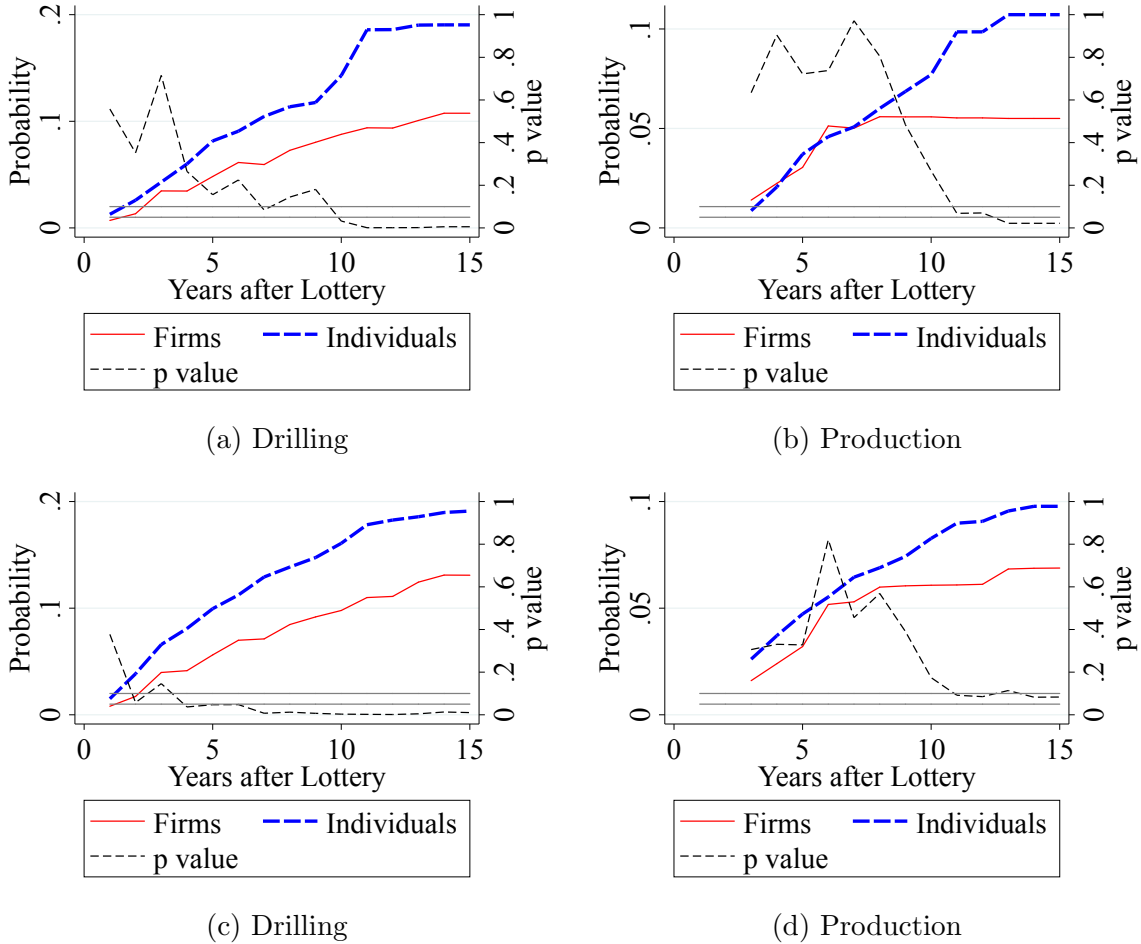 Probability
0 .1 .2
p value
0 .2 .4 .6 .8 1
0 5 10 15
Years after Lottery
Firms Individuals
p value
(a) Drilling
Probability
0 .05 .1
p value
0 .2 .4 .6 .8 1
0 5 10 15
Years after Lottery
Firms Individuals
p value
(b) Production
Probability
0 .1 .2
p value
0 .2 .4 .6 .8 1
0 5 10 15
Years after Lottery
Firms Individuals
p value
(c) Drilling
Probability
0 .05 .1
p value
0 .2 .4 .6 .8 1
0 5 10 15
Years after Lottery
Firms Individuals
p value
(d) Production